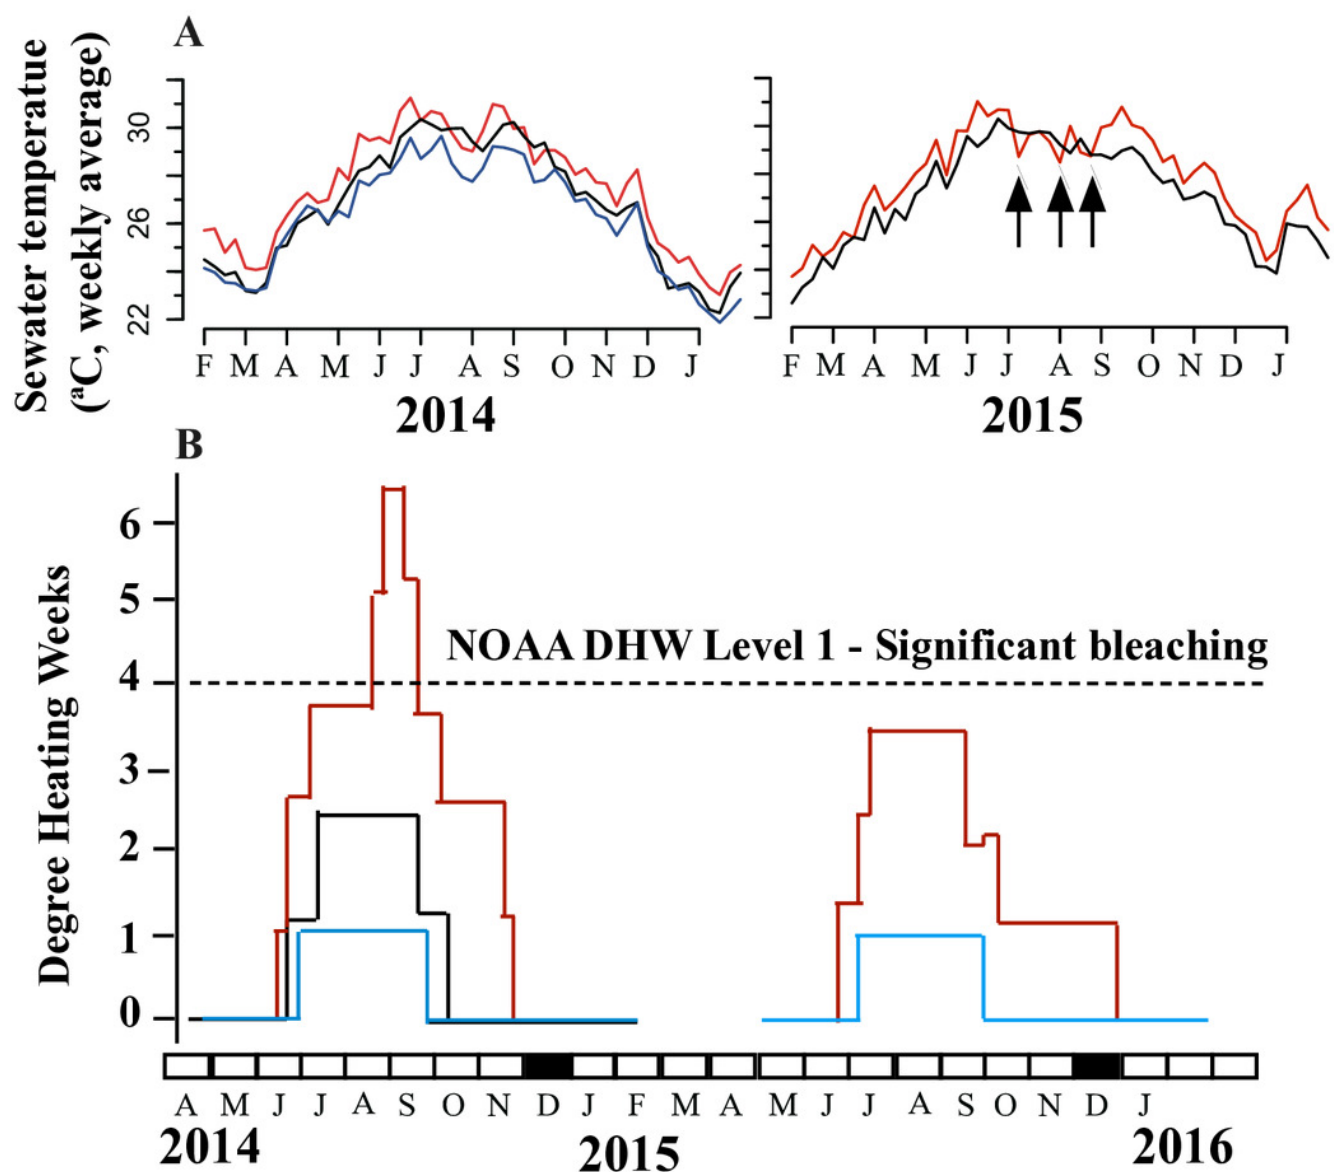 A
Sewater temperatue
(ªC, weekly average)
30
26
22
F M A M J J A S O N D J
F M A M J J A S O N D J
2014
2015
B
Degree Heating Weeks
6
5
4
3
2
1
0
NOAA DHW Level 1 - Significant bleaching
A M J J A S O N D J F M A M J J A S O N D J
2014
2015
2016